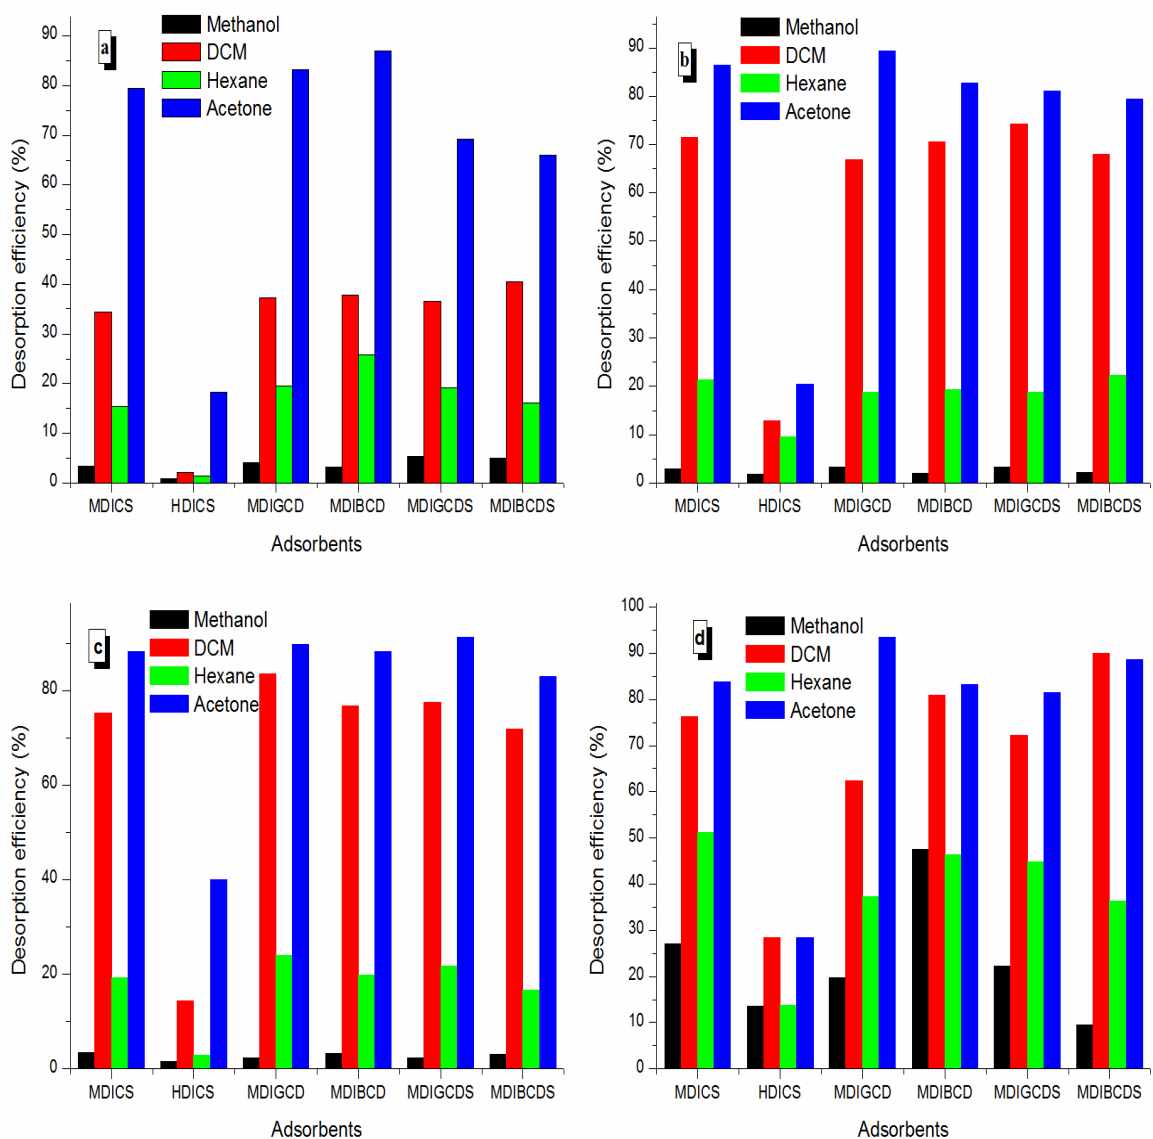 a
Methanol
DCM
Hexane
Acetone
Desorption efficiency (%)
90
80
70
60
50
40
30
20
10
0
MDICS HDICS MDIGCD MDIBCD MDIGCDS MDIBCDS
Adsorbents
b
Methanol
DCM
Hexane
Acetone
Desorption efficiency (%)
90
80
70
60
50
40
30
20
10
0
MDICS HDICS MDIGCD MDIBCD MDIGCDS MDIBCDS
Adsorbents
c
Methanol
DCM
Hexane
Acetone
Desorption efficiency (%)
80
60
40
20
0
MDICS HDICS MDIGCD MDIBCD MDIGCDS MDIBCDS
Adsorbents
d
Methanol
DCM
Hexane
Acetone
Desorption efficiency (%)
100
90
80
70
60
50
40
30
20
10
0
MDICS HDICS MDIGCD MDIBCD MDIGCDS MDIBCDS
Adsorbents